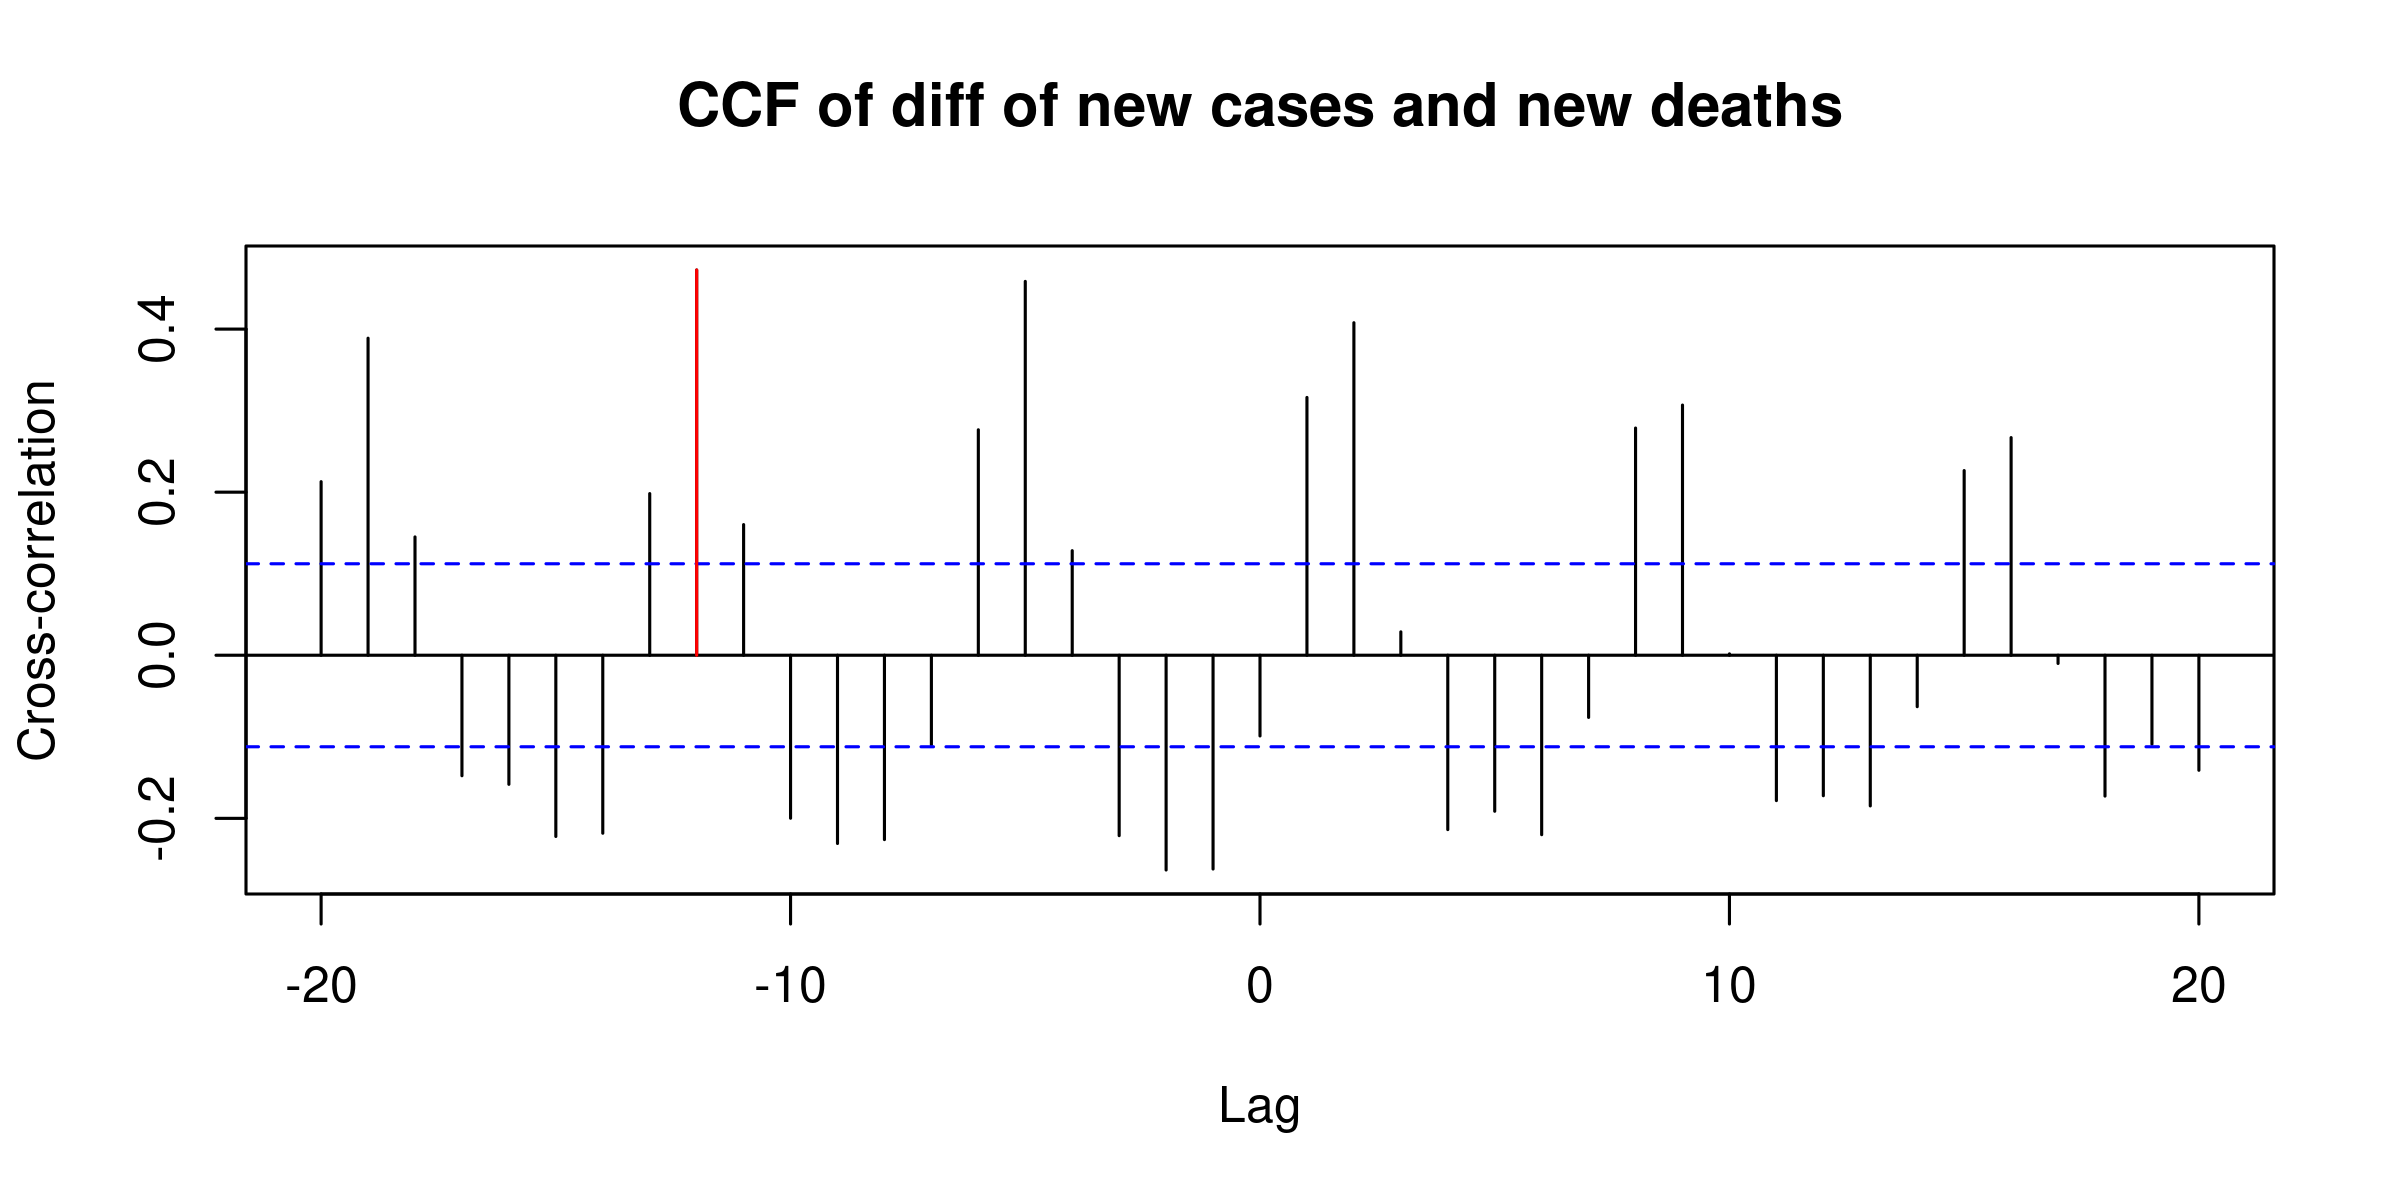 CCF of diff of new cases and new deaths
Cross-correlation
0.4
0.2
0.0
-0.2
-20 -10 0 10 20
Lag